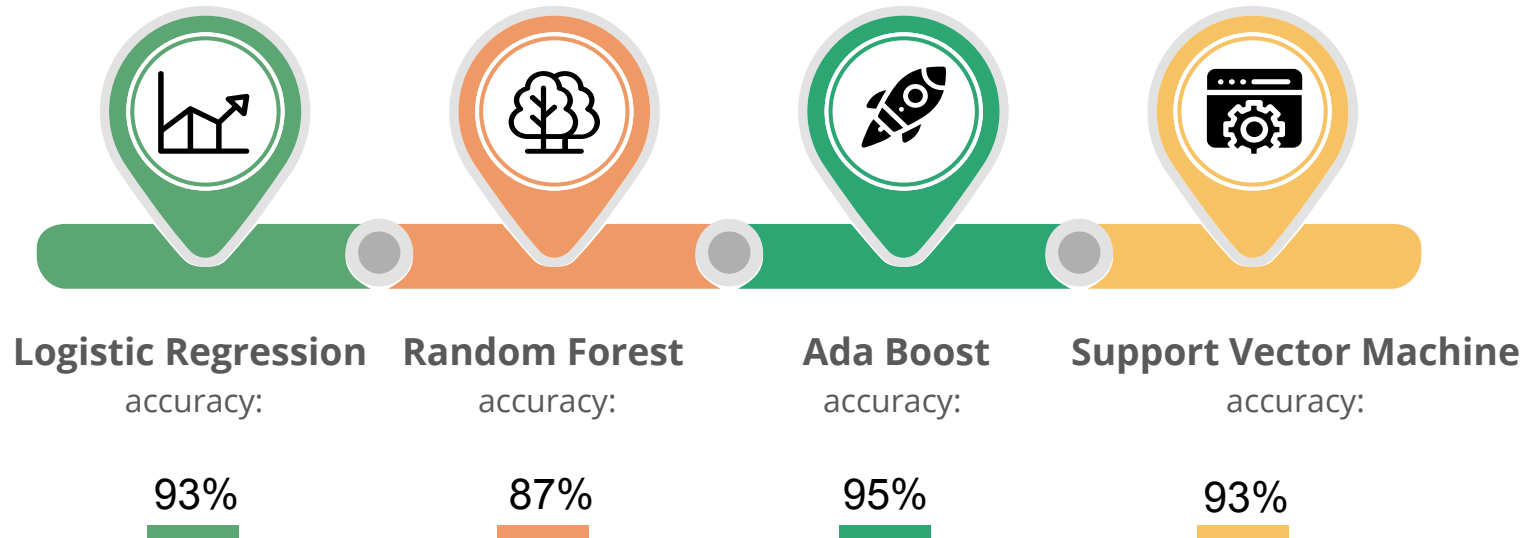 Logistic Regression
accuracy:
93%
Random Forest
accuracy:
87%
Ada Boost
accuracy:
95%
Support Vector Machine
accuracy:
93%